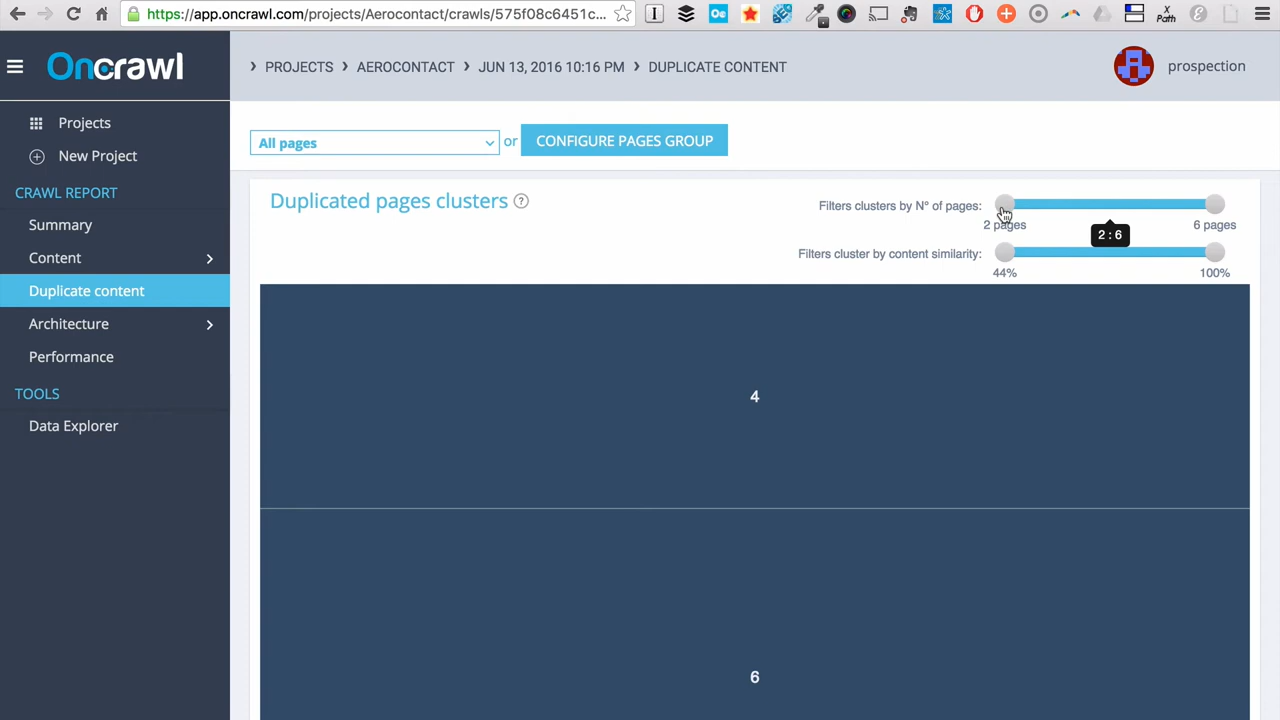 https://app.oncrawl.com/projects/Aerocontact/crawls/575f08c6451c...
Oncrawl
PROJECTS
AEROCONTACT
JUN 13, 2016 10:16 PM
DUPLICATE CONTENT
prospection
Projects
New Project
CRAWL REPORT
Summary
Content
Duplicate content
Architecture
Performance
TOOLS
Data Explorer
All pages
or
CONFIGURE PAGES GROUP
Duplicated pages clusters ?
Filters clusters by N° of pages:
2 pages
6 pages
2 : 6
Filters cluster by content similarity:
44%
100%
4
6